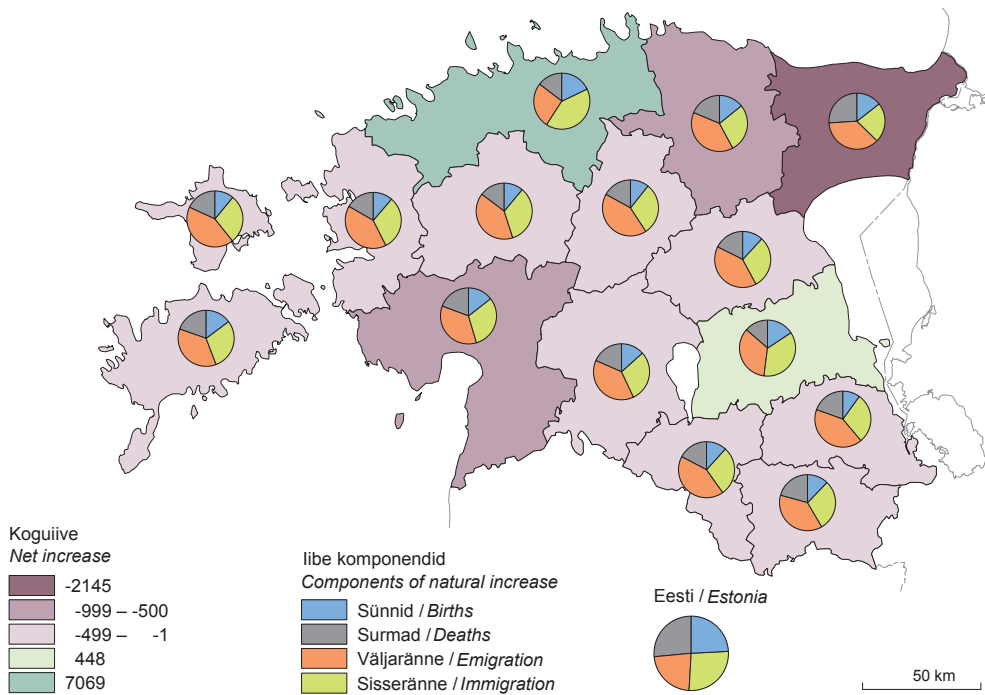 Koguiive
Net increase
-2145
-999 – -500
-499 – -1
448
7069
Iibe komponendid
Components of natural increase
Sünnid / Births
Surmad / Deaths
Väljaränne / Emigration
Sisseränne / Immigration
Eesti / Estonia
50 km